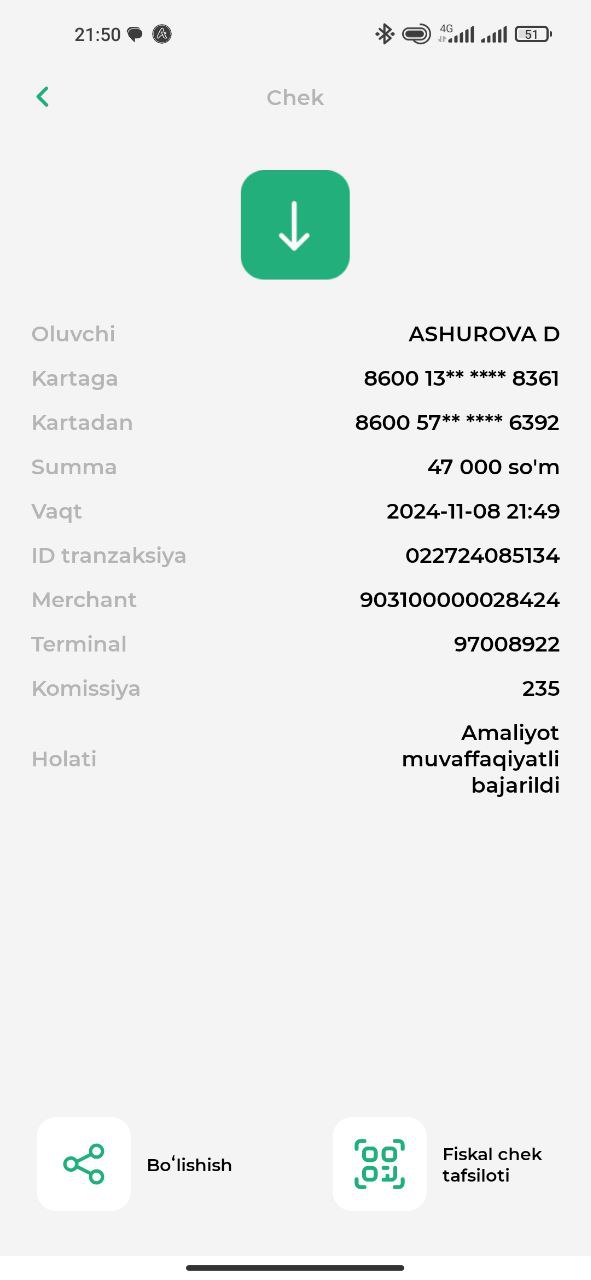 21:50 4G 51
Chek
Oluvchi ASHUROVA D
Kartaga 8600 13** **** 8361
Kartadan 8600 57** **** 6392
Summa 47 000 so'm
Vaqt 2024-11-08 21:49
ID tranzaksiya 022724085134
Merchant 903100000028424
Terminal 97008922
Komissiya 235
Holati Amaliyot
muvaffaqiyatli
bajarildi
Boʻlishish
Fiskal chek
tafsiloti